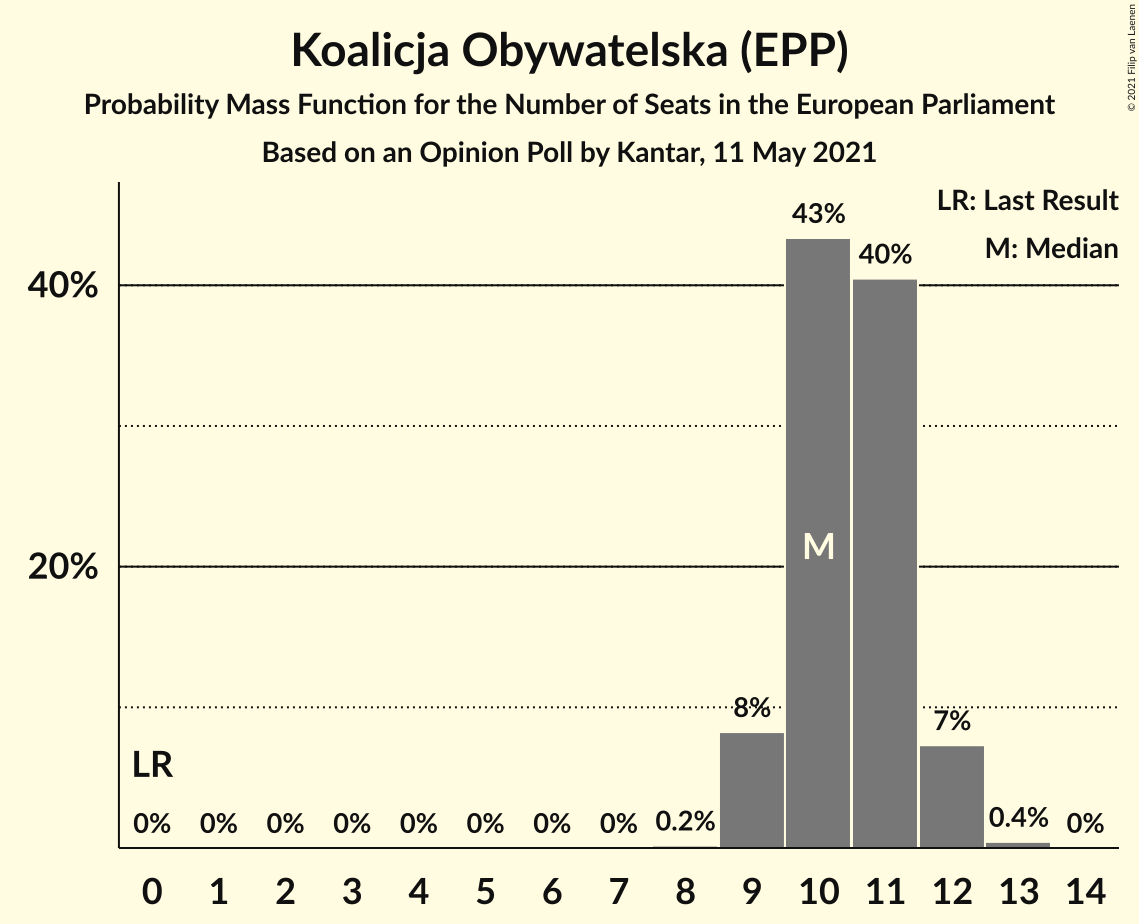 Koalicja Obywatelska (EPP)
Probability Mass Function for the Number of Seats in the European Parliament
Based on an Opinion Poll by Kantar, 11 May 2021
© 2021 Filip van Laenen
LR: Last Result
M: Median
43%
40%
40%
M
20%
8%
7%
LR
0% 0% 0% 0% 0% 0% 0% 0% 0.2% 0.4% 0%
0 1 2 3 4 5 6 7 8 9 10 11 12 13 14